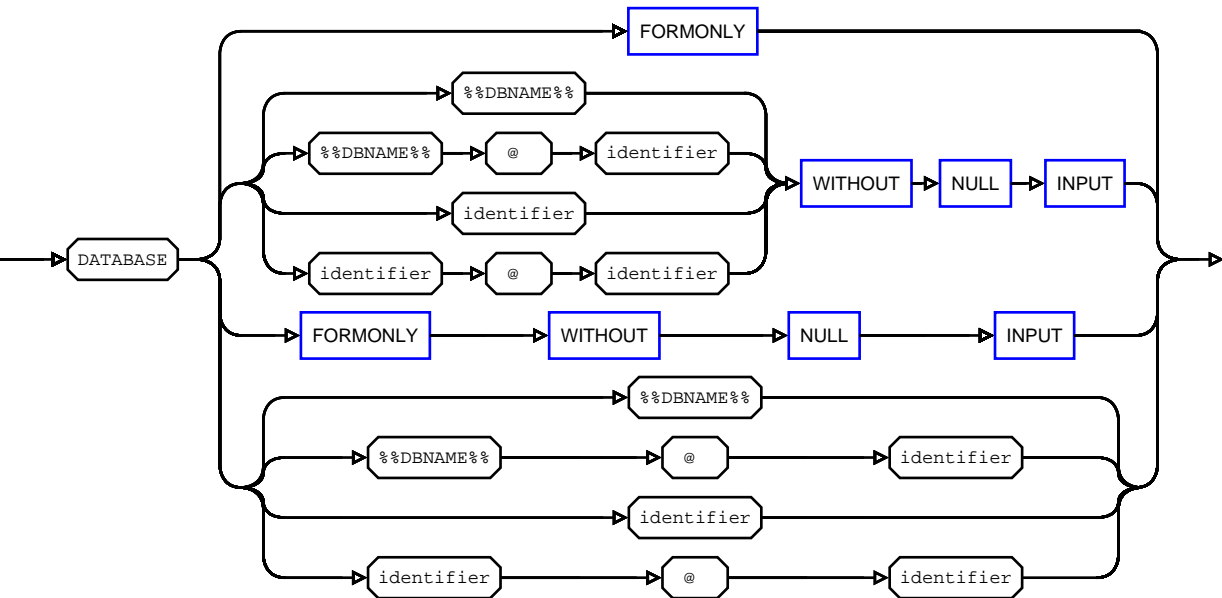 FORMONLY
%%DBNAME%%
%%DBNAME%% @ identifier
WITHOUT NULL INPUT
identifier
DATABASE
identifier @ identifier
FORMONLY WITHOUT NULL INPUT
%%DBNAME%%
%%DBNAME%% @ identifier
identifier
identifier @ identifier